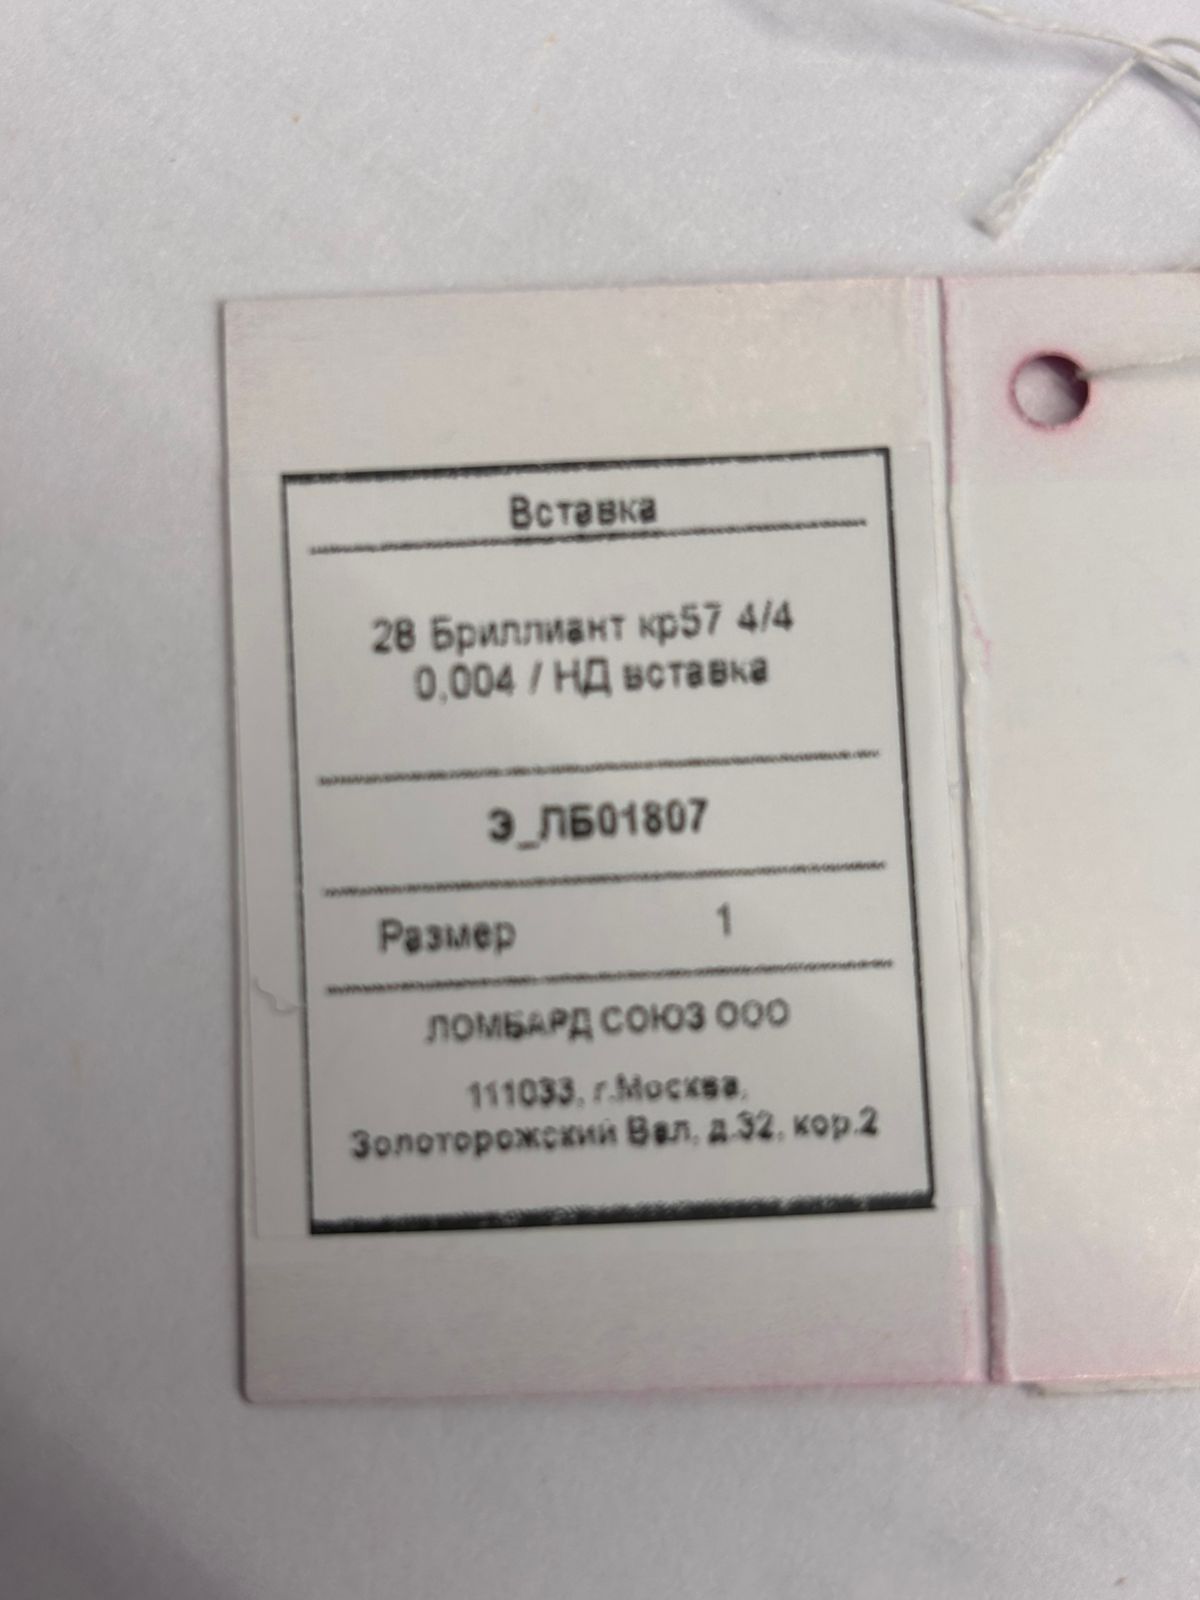 Вставка
28 Бриллиант кр57 4/4
0,004 / НД вставка
Э_ЛБ01807
Размер 1
ЛОМБАРД СОЮЗ ООО
111033, г.Москва,
Золоторожский Вал, д.32, кор.2